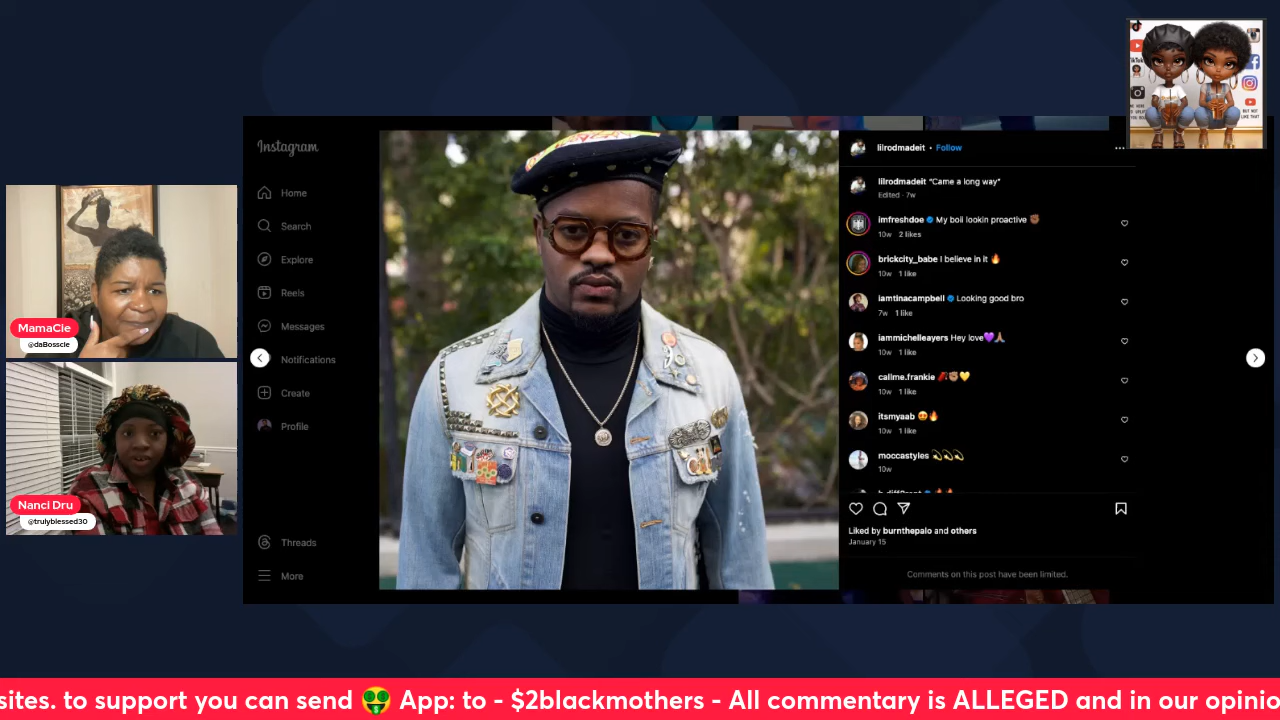 Instagram
Home
Search
Explore
Reels
Messages
Notifications
Create
Profile
Threads
More
lilrodmadeit • Follow
lilrodmadeit "Came a long way"
Edited · 7w
imfreshdoe My boii lookin proactive ✊🏾
10w 2 likes
brickcity_babe I believe in it 🔥
10w 1 like
iamtinacampbell Looking good bro
7w 1 like
iammichelleayers Hey love💜🙏🏾
10w 1 like
callme.frankie 🧨✊🏾💛
10w 1 like
itsmyaab 😍🔥
10w 1 like
moccastyles 💫💫💫
10w
Liked by burnthepalo and others
January 15
Comments on this post have been limited.
MamaCie
@daBosscie
Nanci Dru
@trulyblessed30
BUT NOT
LIKE THAT
sites. to support you can send 🤑 App: to - $2blackmothers - All commentary is ALLEGED and in our opinio